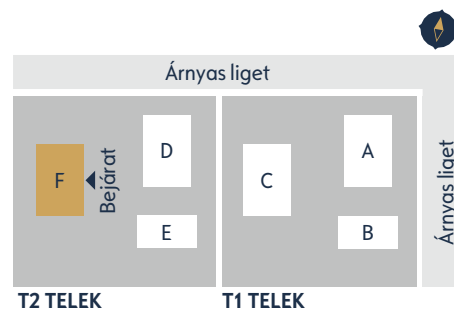 Árnyas liget
D
A
F
Bejárat
C
Árnyas liget
E
B
T2 TELEK
T1 TELEK